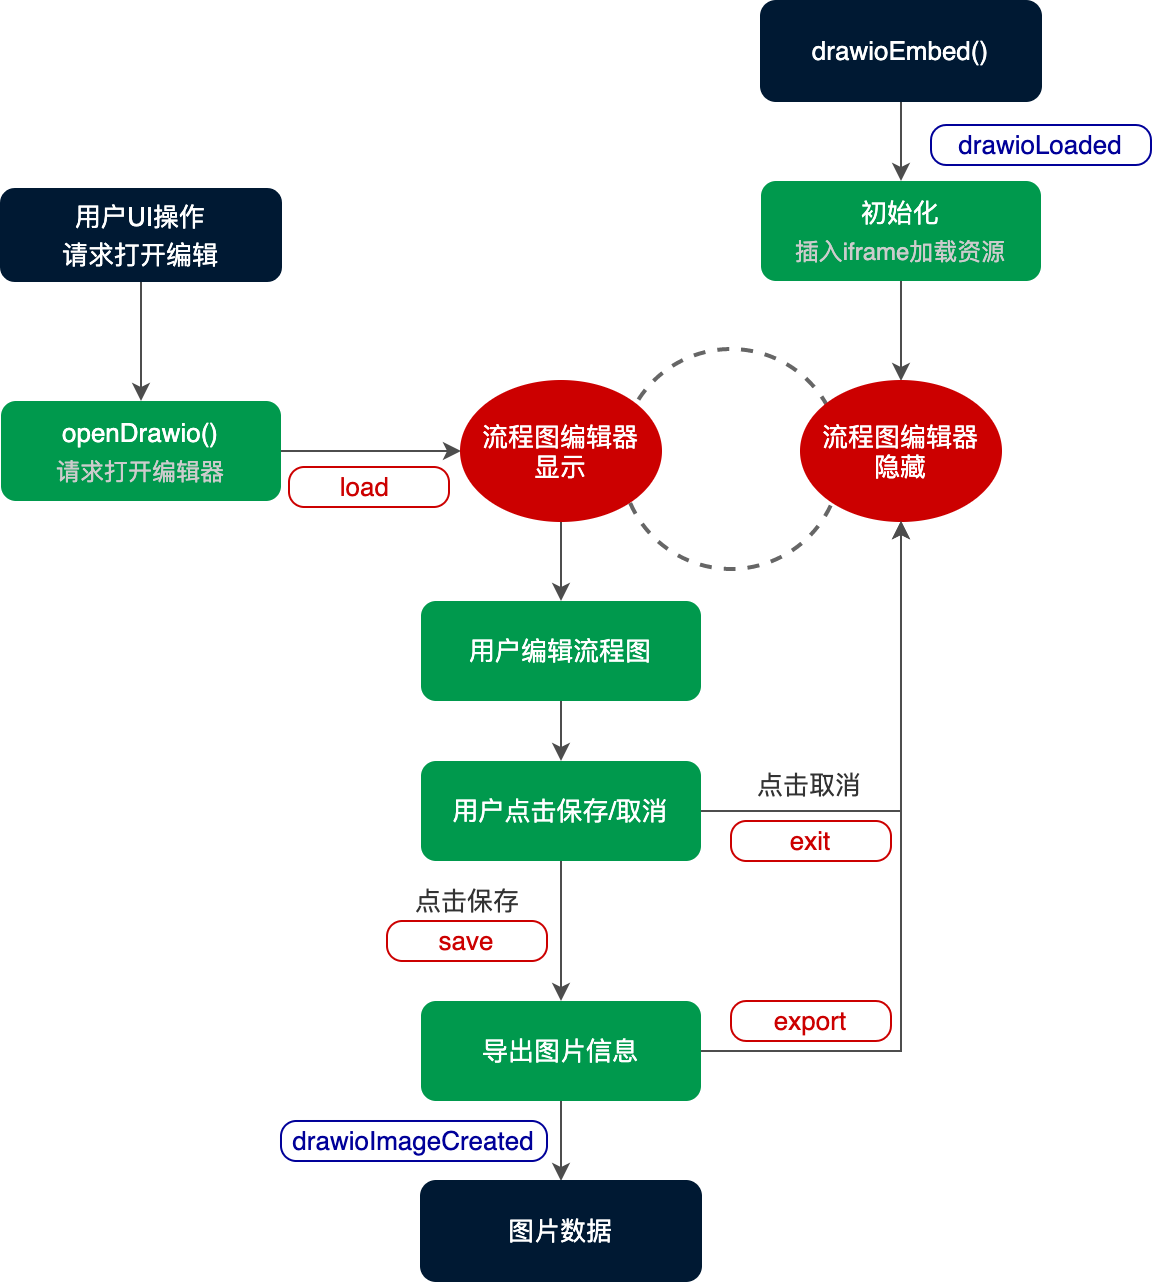 drawioEmbed()
drawioLoaded
用户UI操作
请求打开编辑
初始化
插入iframe加载资源
openDrawio()
请求打开编辑器
load
流程图编辑器
显示
流程图编辑器
隐藏
用户编辑流程图
用户点击保存/取消
点击取消
exit
点击保存
save
导出图片信息
export
drawioImageCreated
图片数据